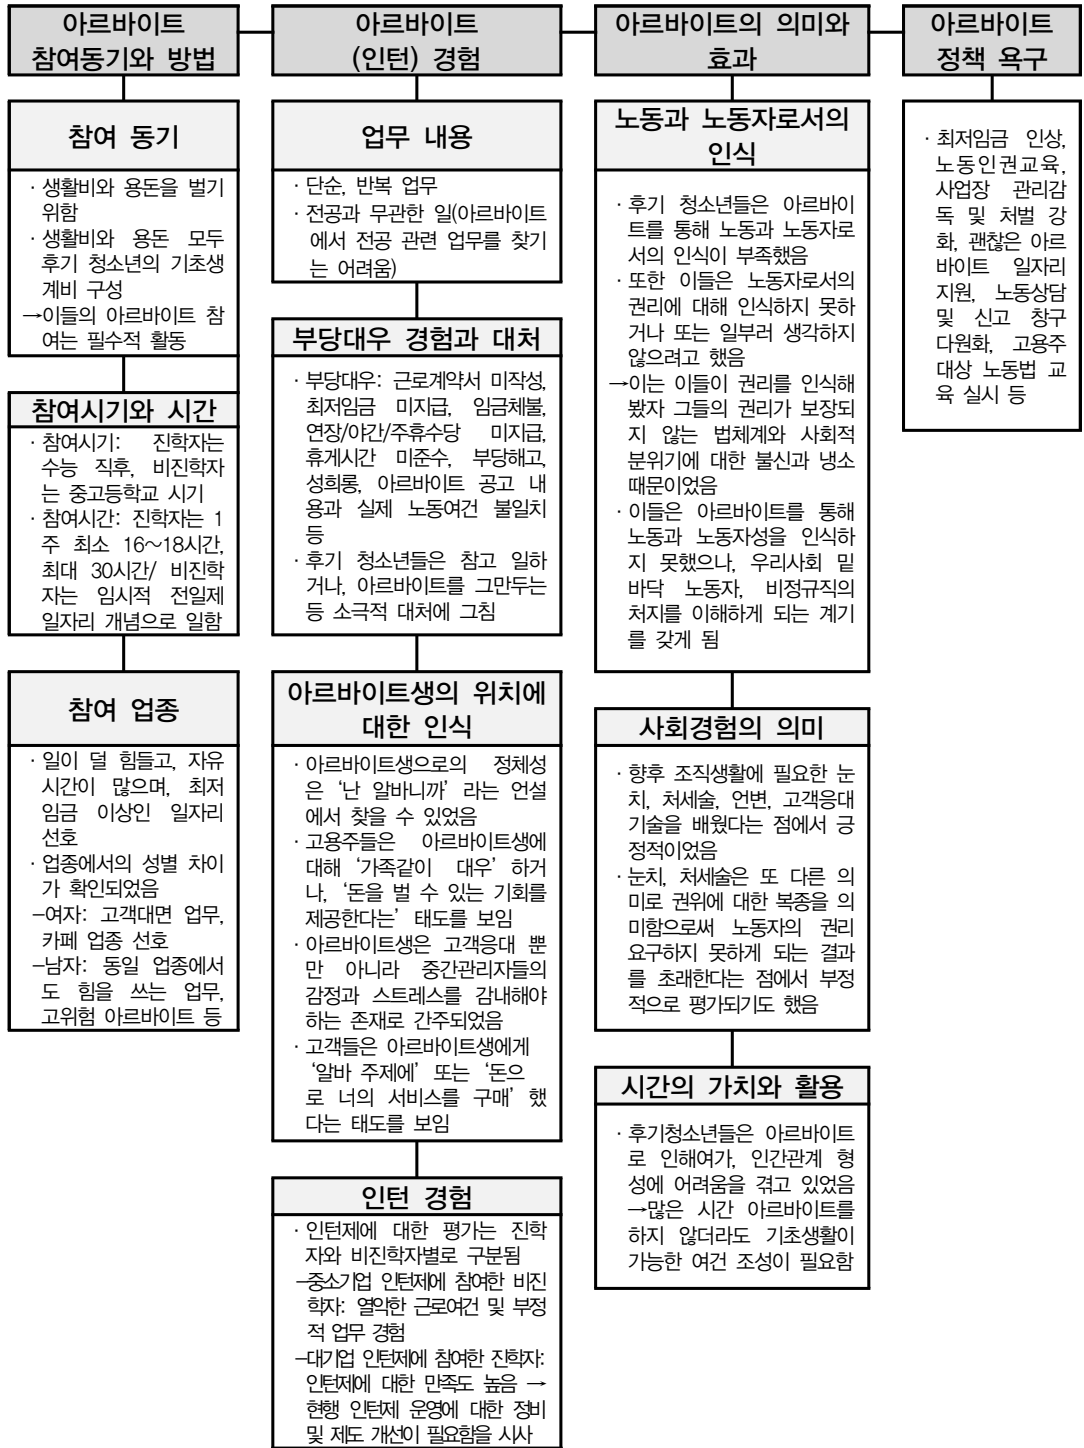 아르바이트
참여동기와 방법
참여 동기
· 생활비와 용돈을 벌기
위함
· 생활비와 용돈 모두
후기 청소년의 기초생
계비 구성
→이들의 아르바이트 참
여는 필수적 활동
참여시기와 시간
· 참여시기: 진학자는
수능 직후, 비진학자
는 중고등학교 시기
· 참여시간: 진학자는 1
주 최소 16～18시간,
최대 30시간/ 비진학
자는 임시적 전일제
일자리 개념으로 일함
참여 업종
· 일이 덜 힘들고, 자유
시간이 많으며, 최저
임금 이상인 일자리
선호
· 업종에서의 성별 차이
가 확인되었음
-여자: 고객대면 업무,
카페 업종 선호
-남자: 동일 업종에서
도 힘을 쓰는 업무,
고위험 아르바이트 등
아르바이트
(인턴) 경험
업무 내용
· 단순, 반복 업무
· 전공과 무관한 일(아르바이트
에서 전공 관련 업무를 찾기
는 어려움)
부당대우 경험과 대처
· 부당대우: 근로계약서 미작성,
최저임금 미지급, 임금체불,
연장/야간/주휴수당 미지급,
휴게시간 미준수, 부당해고,
성희롱, 아르바이트 공고 내
용과 실제 노동여건 불일치
등
· 후기 청소년들은 참고 일하
거나, 아르바이트를 그만두는
등 소극적 대처에 그침
아르바이트생의 위치에
대한 인식
· 아르바이트생으로의 정체성
은 ‘난 알바니까’ 라는 언설
에서 찾을 수 있었음
· 고용주들은 아르바이트생에
대해 ‘가족같이 대우’ 하거
나, ‘돈을 벌 수 있는 기회를
제공한다는’ 태도를 보임
· 아르바이트생은 고객응대 뿐
만 아니라 중간관리자들의
감정과 스트레스를 감내해야
하는 존재로 간주되었음
· 고객들은 아르바이트생에게
‘알바 주제에’ 또는 ‘돈으
로 너의 서비스를 구매’ 했
다는 태도를 보임
인턴 경험
· 인턴제에 대한 평가는 진학
자와 비진학자별로 구분됨
-중소기업 인턴제에 참여한 비진
학자: 열악한 근로여건 및 부정
적 업무 경험
-대기업 인턴제에 참여한 진학자:
인턴제에 대한 만족도 높음 →
현행 인턴제 운영에 대한 정비
및 제도 개선이 필요함을 시사
아르바이트의 의미와
효과
노동과 노동자로서의
인식
· 후기 청소년들은 아르바이
트를 통해 노동과 노동자로
서의 인식이 부족했음
· 또한 이들은 노동자로서의
권리에 대해 인식하지 못하
거나 또는 일부러 생각하지
않으려고 했음
→이는 이들이 권리를 인식해
봤자 그들의 권리가 보장되
지 않는 법체계와 사회적
분위기에 대한 불신과 냉소
때문이었음
· 이들은 아르바이트를 통해
노동과 노동자성을 인식하
지 못했으나, 우리사회 밑
바닥 노동자, 비정규직의
처지를 이해하게 되는 계기
를 갖게 됨
사회경험의 의미
· 향후 조직생활에 필요한 눈
치, 처세술, 언변, 고객응대
기술을 배웠다는 점에서 긍
정적이었음
· 눈치, 처세술은 또 다른 의
미로 권위에 대한 복종을 의
미함으로써 노동자의 권리
요구하지 못하게 되는 결과
를 초래한다는 점에서 부정
적으로 평가되기도 했음
시간의 가치와 활용
· 후기청소년들은 아르바이트
로 인해여가, 인간관계 형
성에 어려움을 겪고 있었음
→많은 시간 아르바이트를
하지 않더라도 기초생활이
가능한 여건 조성이 필요함
아르바이트
정책 욕구
· 최저임금 인상,
노동인권교육,
사업장 관리감
독 및 처벌 강
화, 괜찮은 아르
바이트 일자리
지원, 노동상담
및 신고 창구
다원화, 고용주
대상 노동법 교
육 실시 등